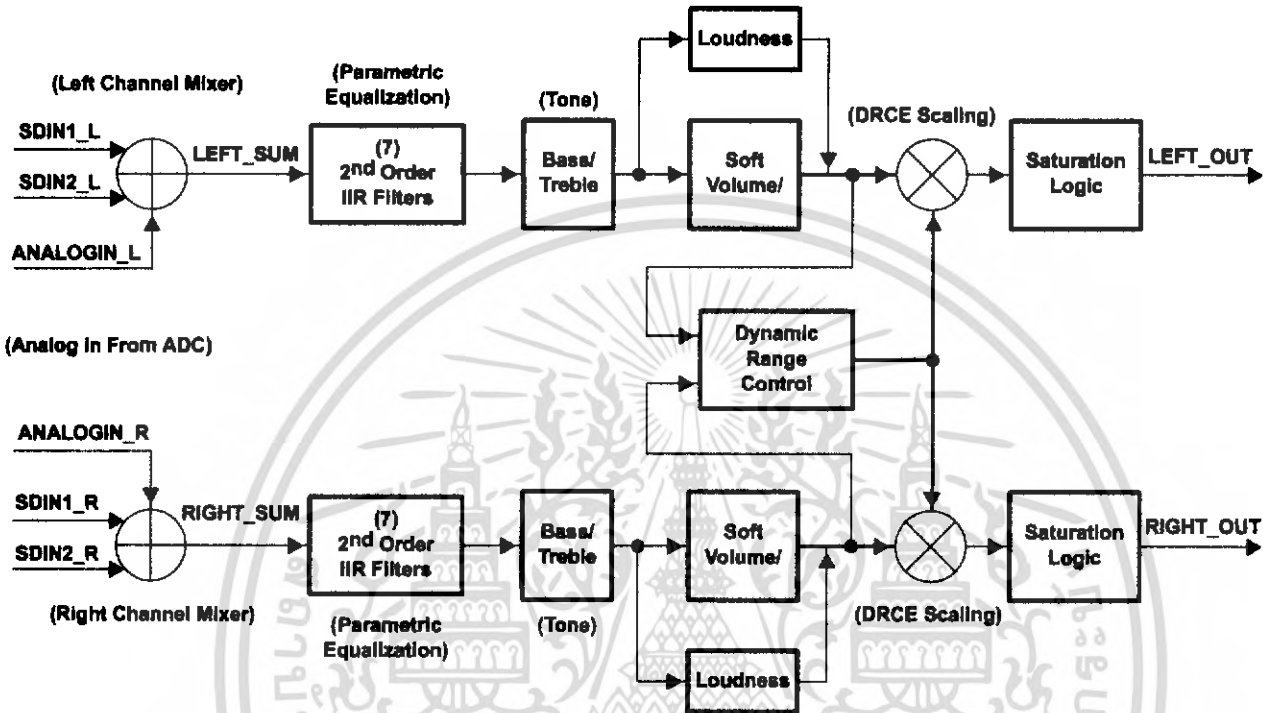 Loudness
(Left Channel Mixer)
(Parametric
Equalization)
(Tone)
(DRCE Scaling)
SDIN1_L
SDIN2_L
ANALOGIN_L
LEFT_SUM
(7)
2nd Order
IIR Filters
Bass/
Treble
Soft
Volume/
Saturation
Logic
LEFT_OUT
(Analog in From ADC)
Dynamic
Range
Control
ANALOGIN_R
SDIN1_R
SDIN2_R
RIGHT_SUM
(7)
2nd Order
IIR Filters
Bass/
Treble
Soft
Volume/
Saturation
Logic
RIGHT_OUT
(Right Channel Mixer)
(Parametric
Equalization)
(Tone)
(DRCE Scaling)
Loudness